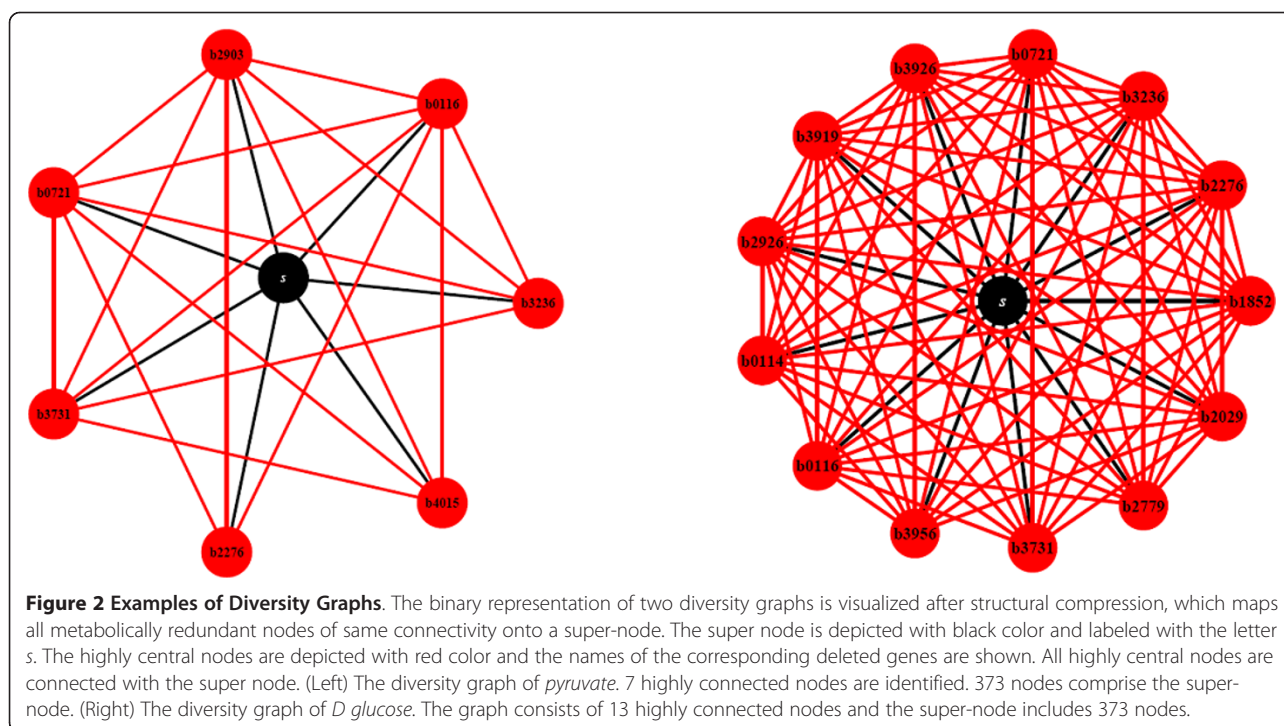 b2903
b0116
b0721
s
b3236
b3731
b4015
b2276
b0721
b3926
b3236
b3919
b2276
b2926
s
b1852
b0114
b2029
b0116
b2779
b3956
b3731
Figure 2 Examples of Diversity Graphs. The binary representation of two diversity graphs is visualized after structural compression, which maps
all metabolically redundant nodes of same connectivity onto a super-node. The super node is depicted with black color and labeled with the letter
s. The highly central nodes are depicted with red color and the names of the corresponding deleted genes are shown. All highly central nodes are
connected with the super node. (Left) The diversity graph of pyruvate. 7 highly connected nodes are identified. 373 nodes comprise the super-
node. (Right) The diversity graph of D glucose. The graph consists of 13 highly connected nodes and the super-node includes 373 nodes.